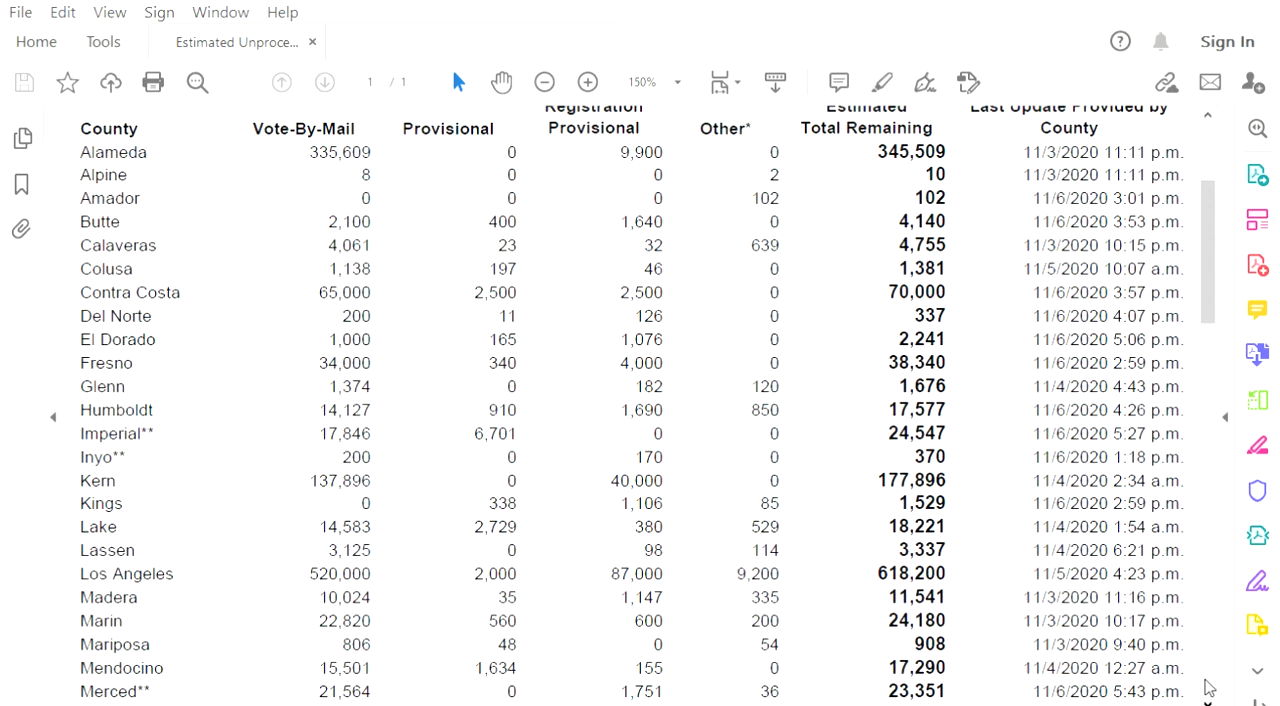 File Edit View Sign Window Help
Home Tools Estimated Unproce... × ? Sign In
1 / 1 150%
Registration Estimated Last Update Provided by
County Vote-By-Mail Provisional Provisional Other* Total Remaining County
Alameda 335,609 0 9,900 0 345,509 11/3/2020 11:11 p.m.
Alpine 8 0 0 2 10 11/3/2020 11:11 p.m.
Amador 0 0 0 102 102 11/6/2020 3:01 p.m.
Butte 2,100 400 1,640 0 4,140 11/6/2020 3:53 p.m.
Calaveras 4,061 23 32 639 4,755 11/3/2020 10:15 p.m.
Colusa 1,138 197 46 0 1,381 11/5/2020 10:07 a.m.
Contra Costa 65,000 2,500 2,500 0 70,000 11/6/2020 3:57 p.m.
Del Norte 200 11 126 0 337 11/6/2020 4:07 p.m.
El Dorado 1,000 165 1,076 0 2,241 11/6/2020 5:06 p.m.
Fresno 34,000 340 4,000 0 38,340 11/6/2020 2:59 p.m.
Glenn 1,374 0 182 120 1,676 11/4/2020 4:43 p.m.
Humboldt 14,127 910 1,690 850 17,577 11/6/2020 4:26 p.m.
Imperial** 17,846 6,701 0 0 24,547 11/6/2020 5:27 p.m.
Inyo** 200 0 170 0 370 11/6/2020 1:18 p.m.
Kern 137,896 0 40,000 0 177,896 11/4/2020 2:34 a.m.
Kings 0 338 1,106 85 1,529 11/6/2020 2:59 p.m.
Lake 14,583 2,729 380 529 18,221 11/4/2020 1:54 a.m.
Lassen 3,125 0 98 114 3,337 11/4/2020 6:21 p.m.
Los Angeles 520,000 2,000 87,000 9,200 618,200 11/5/2020 4:23 p.m.
Madera 10,024 35 1,147 335 11,541 11/3/2020 11:16 p.m.
Marin 22,820 560 600 200 24,180 11/3/2020 10:17 p.m.
Mariposa 806 48 0 54 908 11/3/2020 9:40 p.m.
Mendocino 15,501 1,634 155 0 17,290 11/4/2020 12:27 a.m.
Merced** 21,564 0 1,751 36 23,351 11/6/2020 5:43 p.m.